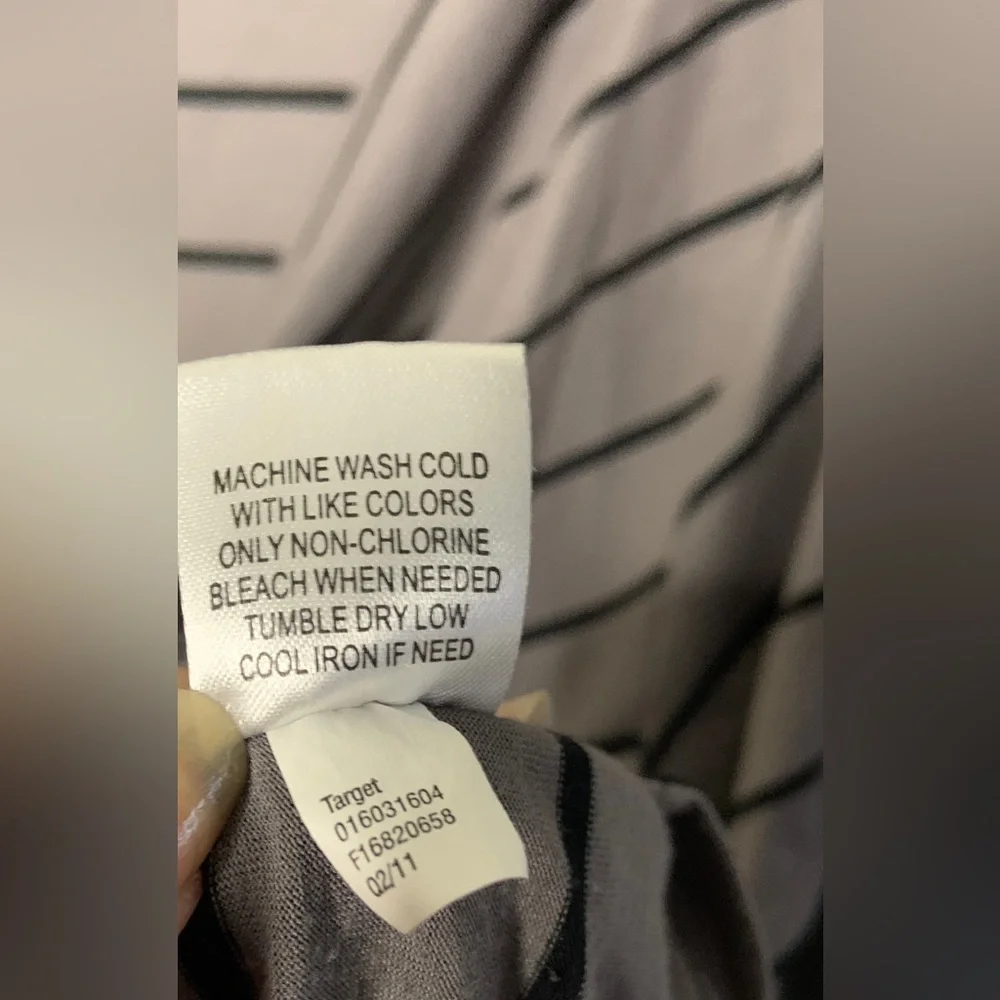 MACHINE WASH COLD
WITH LIKE COLORS
ONLY NON-CHLORINE
BLEACH WHEN NEEDED
TUMBLE DRY LOW
COOL IRON IF NEED
Target
016031604
F16820658
02/11